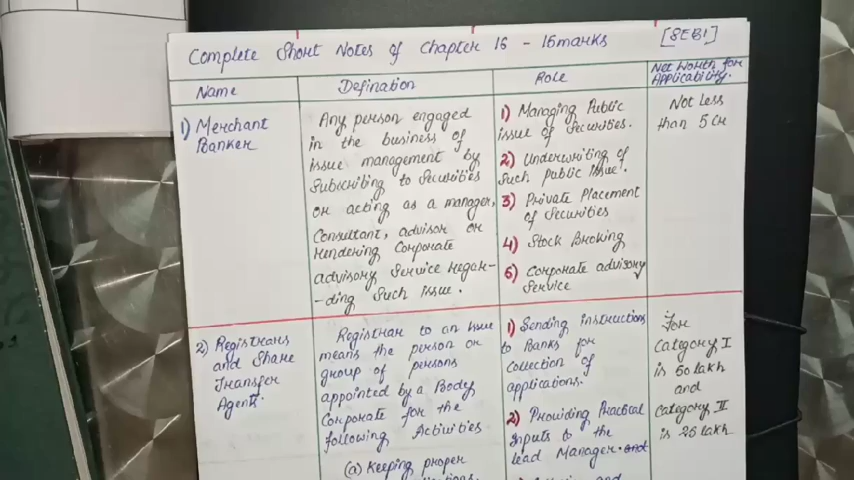 Complete Short Notes of Chapter 16 - 15marks [SEBI]
Name
Defination
Role
Net Worth for
Applicability.
1) Merchant
Banker
Any person engaged
in the business of
issue management by
Subscribing to Securities
or acting as a manager,
Consultant, advisor or
rendering Corporate
advisory Service regar-
-ding Such issue.
1) Managing Public
issue of Securities.
2) Underwriting of
Such public issue.
3) Private Placement
of Securities
4) Stock Broking
5) Corporate advisory
Service
Not Less
than 5 Cr
2) Registrars
and Share
Transfer
Agent.
Registrar to an issue
means the person or
group of persons
appointed by a Body
Corporate for the
following Activities
(a) Keeping proper
1) Sending instructions
to Banks for
Collection of
applications.
2) Providing Practical
inputs to the
lead Manager.
For
Category I
is 50 lakh
and
Category II
is 25 lakh